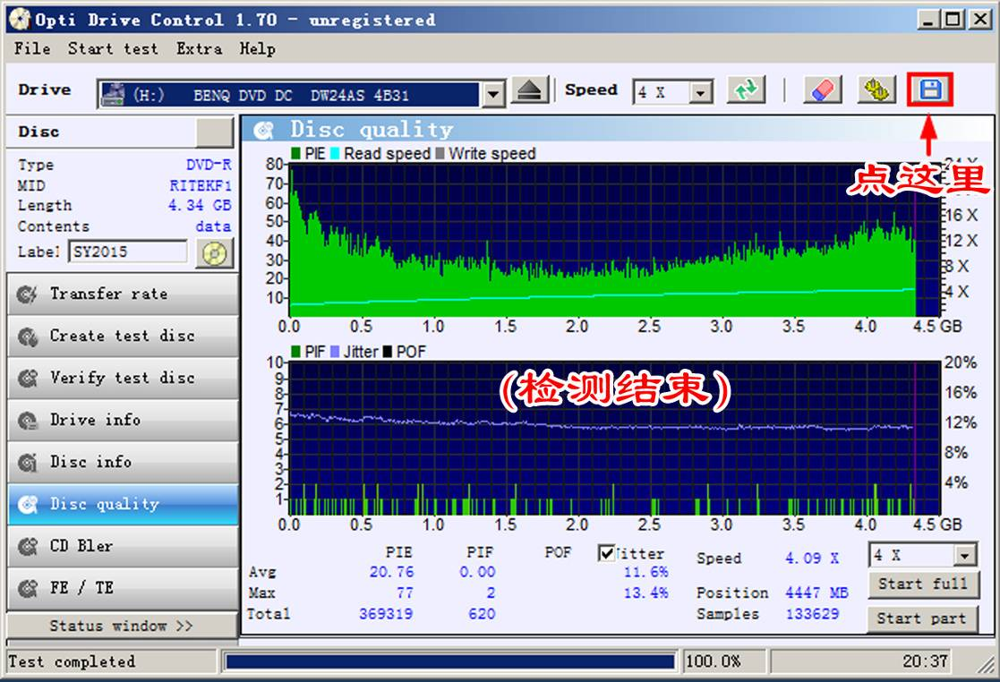 Opti Drive Control 1.70 - unregistered
File Start test Extra Help
Drive (H:) BENQ DVD DC DW24AS 4B31 Speed 4 X
Disc
Type DVD-R
MID RITEKF1
Length 4.34 GB
Contents data
Label SY2015
Transfer rate
Create test disc
Verify test disc
Drive info
Disc info
Disc quality
CD Bler
FE / TE
Status window >>
Disc quality
点这里
PIE Read speed Write speed
80
70
60
50
40
30
20
10
16 X
12 X
8 X
4 X
0.0 0.5 1.0 1.5 2.0 2.5 3.0 3.5 4.0 4.5 GB
PIF Jitter POF
(检测结束)
10
9
8
7
6
5
4
3
2
1
20%
16%
12%
8%
4%
0.0 0.5 1.0 1.5 2.0 2.5 3.0 3.5 4.0 4.5 GB
PIE PIF POF Jitter
Avg 20.76 0.00 11.6%
Max 77 2 13.4%
Total 369319 620
Speed 4.09 X
Position 4447 MB
Samples 133629
4 X
Start full
Start part
Test completed 100.0% 20:37